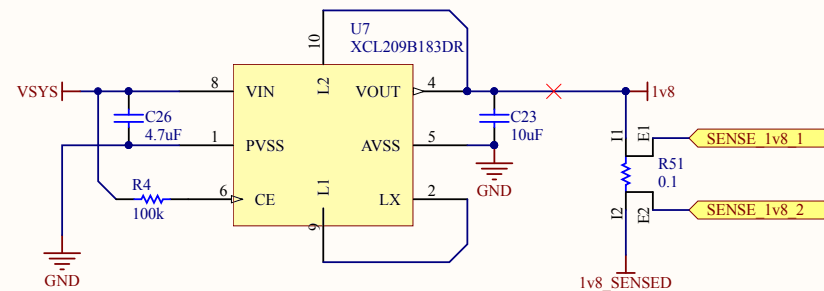 10
U7
XCL209B183DR
VSYS
8
VIN
L2
VOUT
4
1v8
C26
4.7uF
C23
10uF
1
PVSS
AVSS
5
I1
E1
SENSE_1v8_1
GND
R51
0.1
R4
100k
6
CE
L1
LX
2
I2
E2
SENSE_1v8_2
9
GND
1v8_SENSED